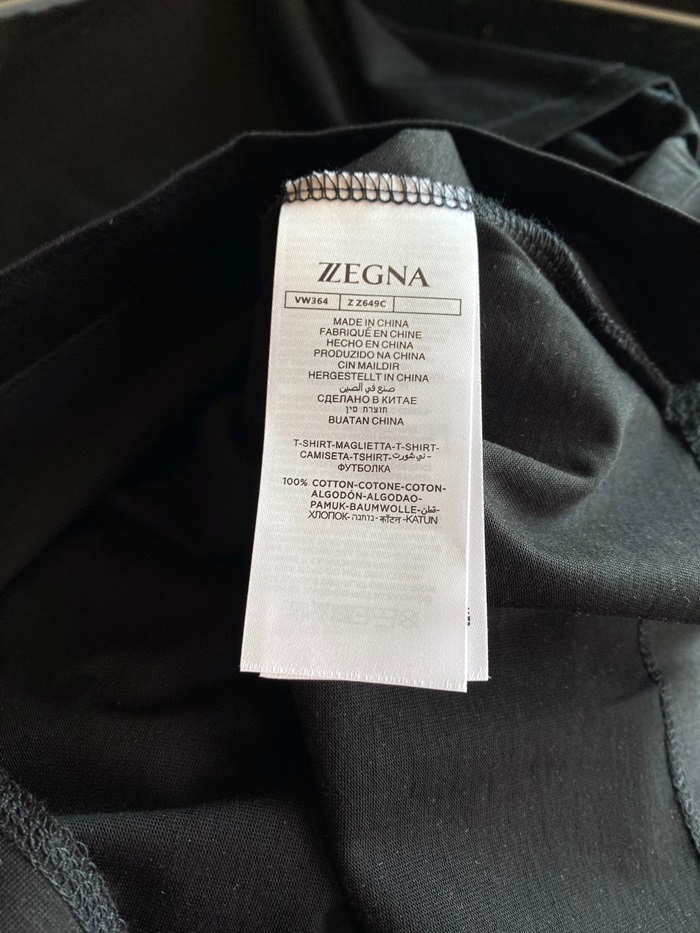 ZZEGNA
VW364 Z Z649C
MADE IN CHINA
FABRIQUÉ EN CHINE
HECHO EN CHINA
PRODUZIDO NA CHINA
CIN MAILDIR
HERGESTELLT IN CHINA
صنع في الصين
СДЕЛАНО В КИТАЕ
תוצרת סין
BUATAN CHINA
T-SHIRT-MAGLIETTA-T-SHIRT-
CAMISETA-TSHIRT-تي شورت-
ФУТБОЛКА
100% COTTON-COTONE-COTON-
ALGODÓN-ALGODAO-
PAMUK-BAUMWOLLE-قطن-
ХЛОПОК-כותנה-कॉटन-KATUN